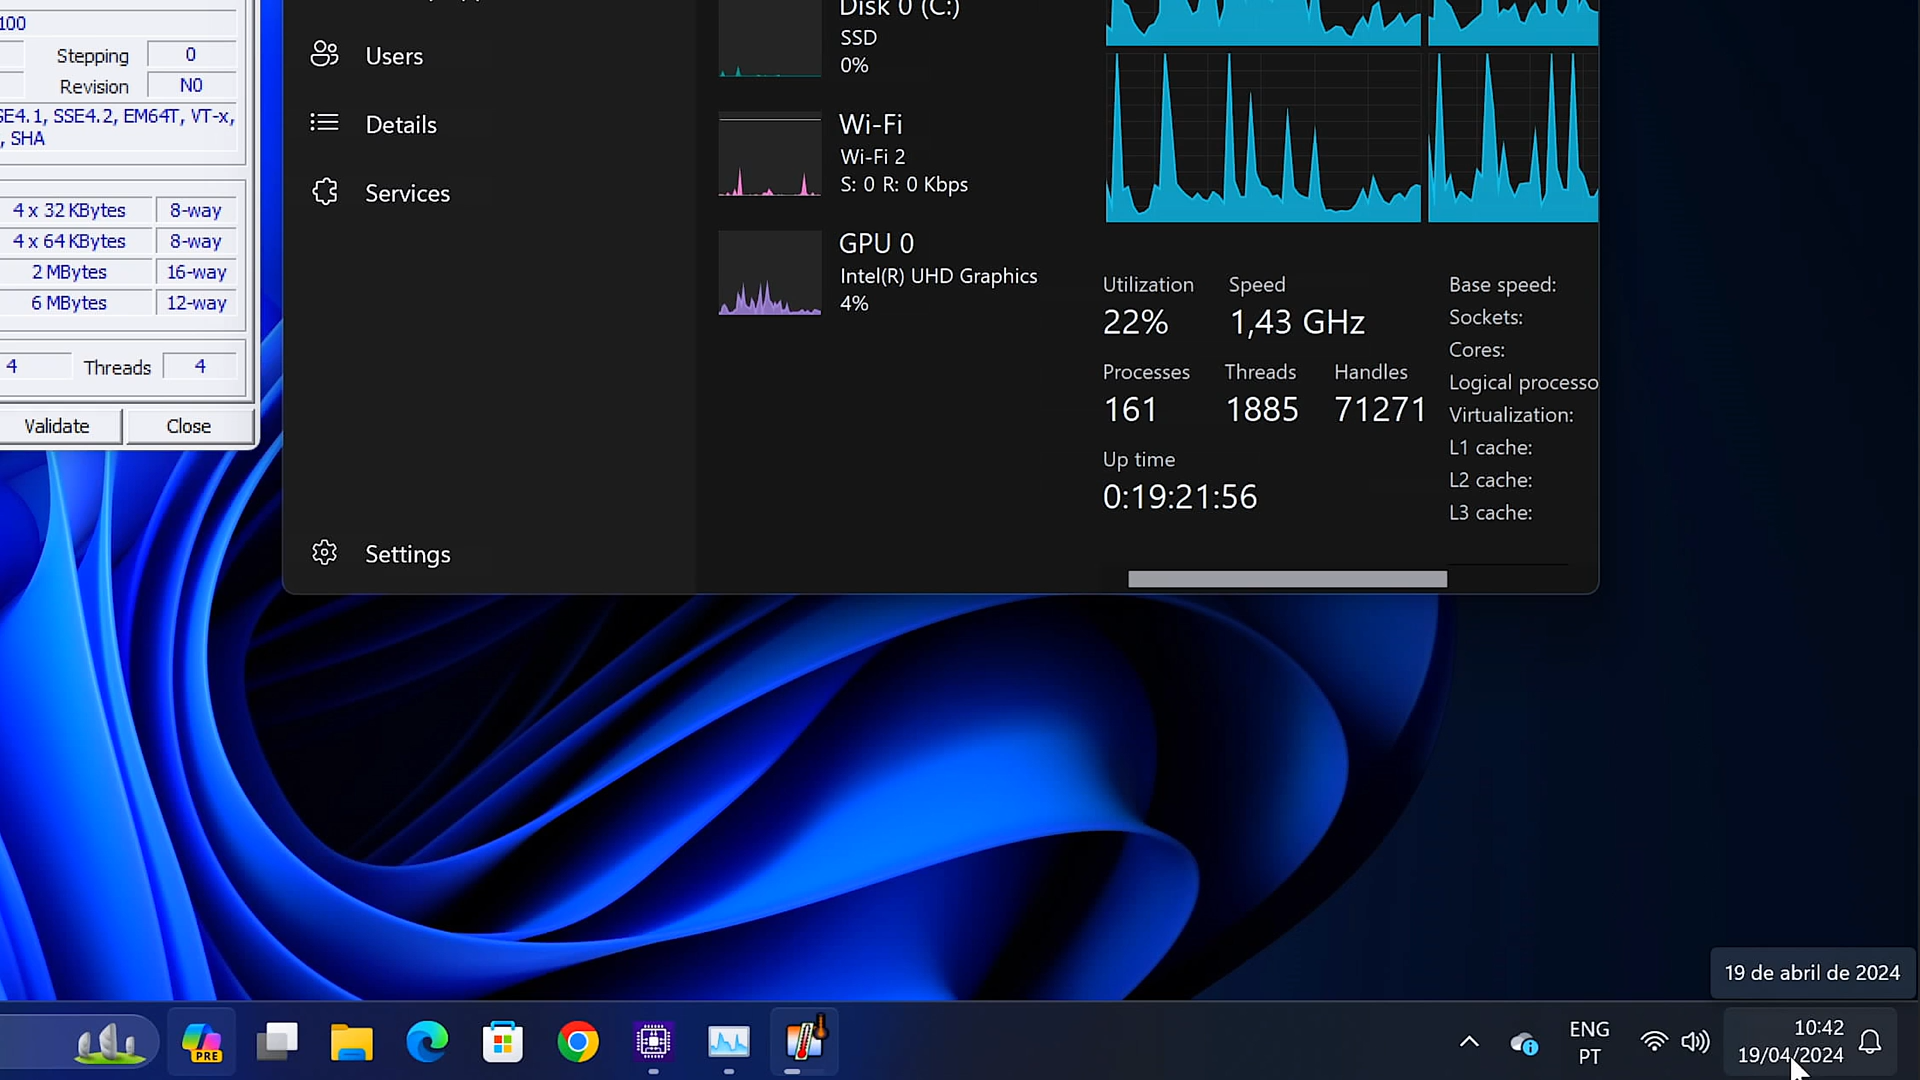 100
Stepping 0
Revision N0
SE4.1, SSE4.2, EM64T, VT-x,
, SHA
4 x 32 KBytes 8-way
4 x 64 KBytes 8-way
2 MBytes 16-way
6 MBytes 12-way
4 Threads 4
Validate Close
Users
Details
Services
Settings
Disk 0 (C:)
SSD
0%
Wi-Fi
Wi-Fi 2
S: 0 R: 0 Kbps
GPU 0
Intel(R) UHD Graphics
4%
Utilization Speed
22% 1,43 GHz
Processes Threads Handles
161 1885 71271
Up time
0:19:21:56
Base speed:
Sockets:
Cores:
Logical processo
Virtualization:
L1 cache:
L2 cache:
L3 cache:
19 de abril de 2024
PRE
ENG
PT
10:42
19/04/2024